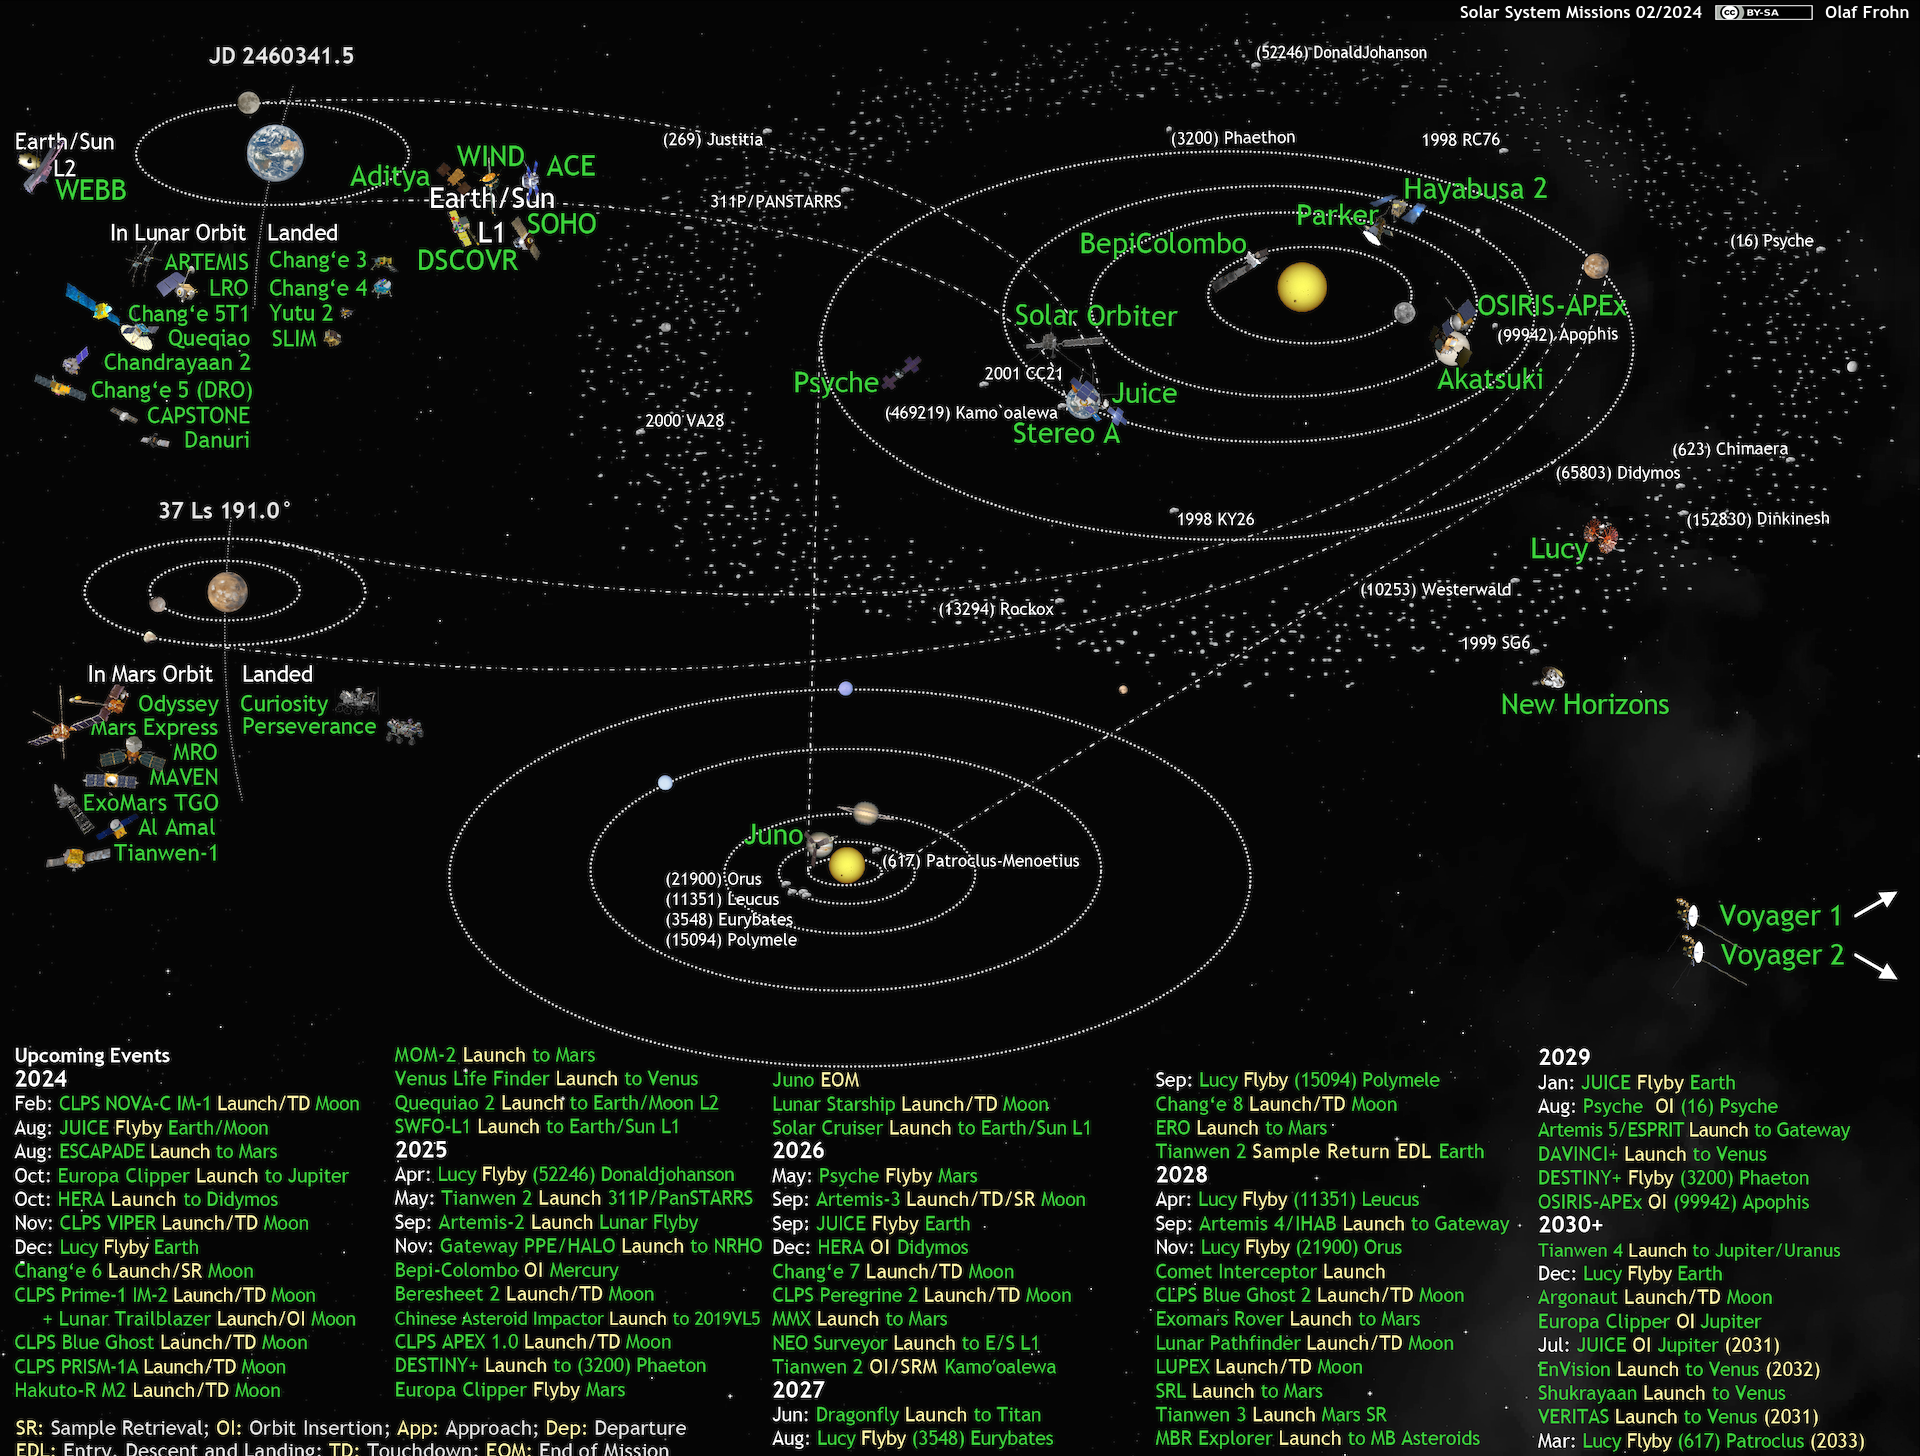 Solar System Missions 02/2024 (cc) BY-SA Olaf Frohn
JD 2460341.5
Earth/Sun
L2
WEBB
Aditya
WIND
ACE
Earth/Sun
L1
SOHO
DSCOVR
In Lunar Orbit
ARTEMIS
LRO
Chang‘e 5T1
Queqiao
Chandrayaan 2
Chang‘e 5 (DRO)
CAPSTONE
Danuri
Landed
Chang‘e 3
Chang‘e 4
Yutu 2
SLIM
(52246) DonaldJohanson
(269) Justitia
(3200) Phaethon
1998 RC76
311P/PANSTARRS
Hayabusa 2
Parker
BepiColombo
(16) Psyche
Solar Orbiter
OSIRIS-APEx
(99942) Apophis
2001 CC21
Psyche
Juice
Akatsuki
(469219) Kamo`oalewa
Stereo A
2000 VA28
(623) Chimaera
(65803) Didymos
1998 KY26
(152830) Dinkinesh
Lucy
(10253) Westerwald
(13294) Rockox
1999 SG6
New Horizons
37 Ls 191.0°
In Mars Orbit
Odyssey
Mars Express
MRO
MAVEN
ExoMars TGO
Al Amal
Tianwen-1
Landed
Curiosity
Perseverance
Juno
(617) Patroclus-Menoetius
(21900) Orus
(11351) Leucus
(3548) Eurybates
(15094) Polymele
Voyager 1
Voyager 2
Upcoming Events
2024
Feb: CLPS NOVA-C IM-1 Launch/TD Moon
Aug: JUICE Flyby Earth/Moon
Aug: ESCAPADE Launch to Mars
Oct: Europa Clipper Launch to Jupiter
Oct: HERA Launch to Didymos
Nov: CLPS VIPER Launch/TD Moon
Dec: Lucy Flyby Earth
Chang‘e 6 Launch/SR Moon
CLPS Prime-1 IM-2 Launch/TD Moon
+ Lunar Trailblazer Launch/OI Moon
CLPS Blue Ghost Launch/TD Moon
CLPS PRISM-1A Launch/TD Moon
Hakuto-R M2 Launch/TD Moon
SR: Sample Retrieval; OI: Orbit Insertion; App: Approach; Dep: Departure
EDL: Entry, Descent and Landing; TD: Touchdown; EOM: End of Mission
MOM-2 Launch to Mars
Venus Life Finder Launch to Venus
Quequiao 2 Launch to Earth/Moon L2
SWFO-L1 Launch to Earth/Sun L1
2025
Apr: Lucy Flyby (52246) Donaldjohanson
May: Tianwen 2 Launch 311P/PanSTARRS
Sep: Artemis-2 Launch Lunar Flyby
Nov: Gateway PPE/HALO Launch to NRHO
Bepi-Colombo OI Mercury
Beresheet 2 Launch/TD Moon
Chinese Asteroid Impactor Launch to 2019VL5
CLPS APEX 1.0 Launch/TD Moon
DESTINY+ Launch to (3200) Phaeton
Europa Clipper Flyby Mars
Juno EOM
Lunar Starship Launch/TD Moon
Solar Cruiser Launch to Earth/Sun L1
2026
May: Psyche Flyby Mars
Sep: Artemis-3 Launch/TD/SR Moon
Sep: JUICE Flyby Earth
Dec: HERA OI Didymos
Chang‘e 7 Launch/TD Moon
CLPS Peregrine 2 Launch/TD Moon
MMX Launch to Mars
NEO Surveyor Launch to E/S L1
Tianwen 2 OI/SRM Kamo’oalewa
2027
Jun: Dragonfly Launch to Titan
Aug: Lucy Flyby (3548) Eurybates
Sep: Lucy Flyby (15094) Polymele
Chang‘e 8 Launch/TD Moon
ERO Launch to Mars
Tianwen 2 Sample Return EDL Earth
2028
Apr: Lucy Flyby (11351) Leucus
Sep: Artemis 4/IHAB Launch to Gateway
Nov: Lucy Flyby (21900) Orus
Comet Interceptor Launch
CLPS Blue Ghost 2 Launch/TD Moon
Exomars Rover Launch to Mars
Lunar Pathfinder Launch/TD Moon
LUPEX Launch/TD Moon
SRL Launch to Mars
Tianwen 3 Launch Mars SR
MBR Explorer Launch to MB Asteroids
2029
Jan: JUICE Flyby Earth
Aug: Psyche OI (16) Psyche
Artemis 5/ESPRIT Launch to Gateway
DAVINCI+ Launch to Venus
DESTINY+ Flyby (3200) Phaeton
OSIRIS-APEx OI (99942) Apophis
2030+
Tianwen 4 Launch to Jupiter/Uranus
Dec: Lucy Flyby Earth
Argonaut Launch/TD Moon
Europa Clipper OI Jupiter
Jul: JUICE OI Jupiter (2031)
EnVision Launch to Venus (2032)
Shukrayaan Launch to Venus
VERITAS Launch to Venus (2031)
Mar: Lucy Flyby (617) Patroclus (2033)